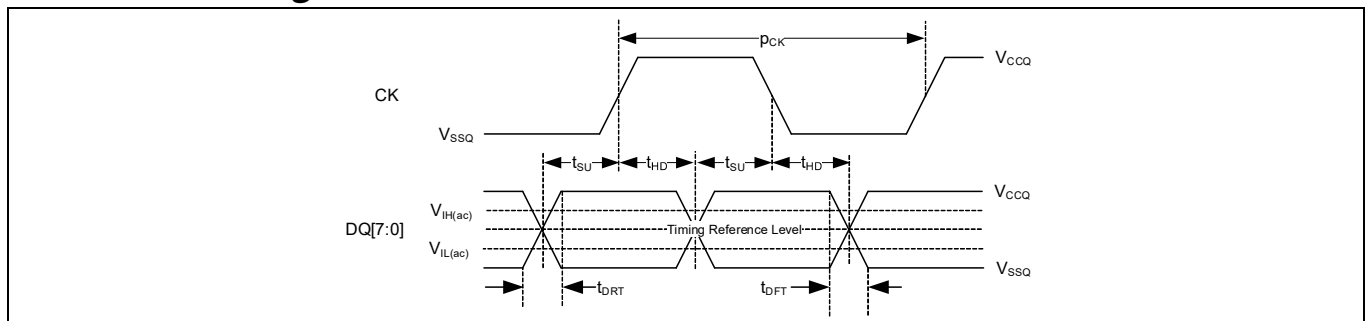 pCK
VCCQ
CK
VSSQ
tSU tHD tSU tHD
VCCQ
VIH(ac)
DQ[7:0] Timing Reference Level
VIL(ac)
VSSQ
tDRT tDFT